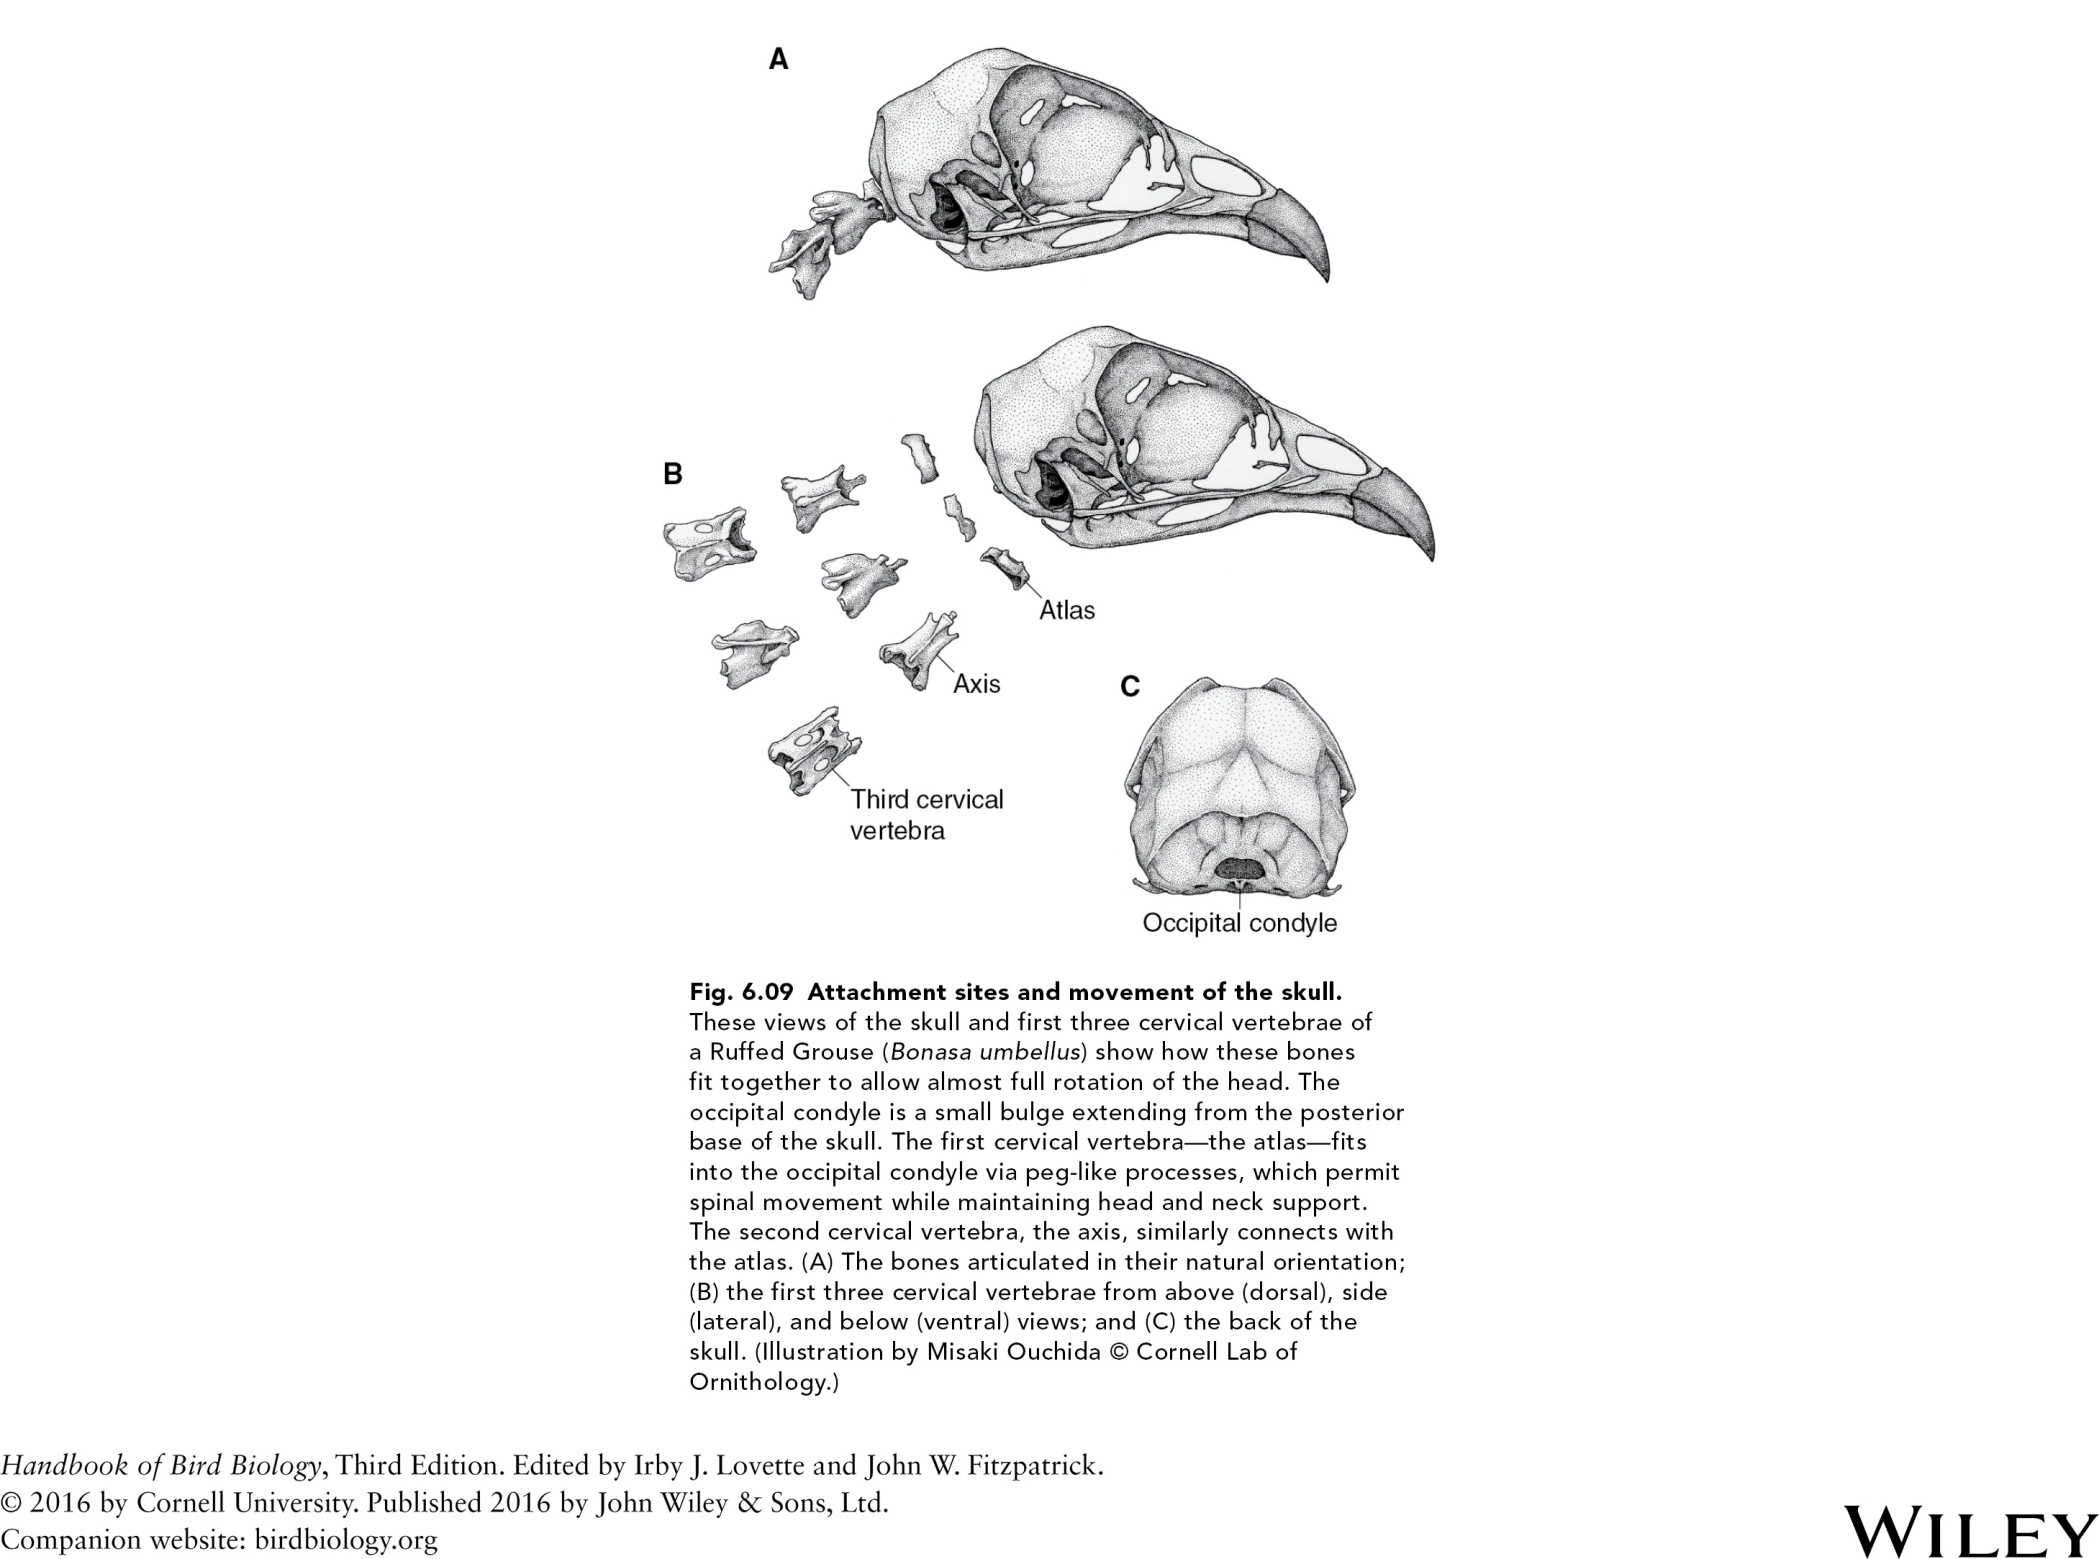 A
B
Atlas
Axis
C
Third cervical
vertebra
Occipital condyle
Fig. 6.09 Attachment sites and movement of the skull.
These views of the skull and first three cervical vertebrae of
a Ruffed Grouse (Bonasa umbellus) show how these bones
fit together to allow almost full rotation of the head. The
occipital condyle is a small bulge extending from the posterior
base of the skull. The first cervical vertebra—the atlas—fits
into the occipital condyle via peg-like processes, which permit
spinal movement while maintaining head and neck support.
The second cervical vertebra, the axis, similarly connects with
the atlas. (A) The bones articulated in their natural orientation;
(B) the first three cervical vertebrae from above (dorsal), side
(lateral), and below (ventral) views; and (C) the back of the
skull. (Illustration by Misaki Ouchida © Cornell Lab of
Ornithology.)
Handbook of Bird Biology, Third Edition. Edited by Irby J. Lovette and John W. Fitzpatrick.
© 2016 by Cornell University. Published 2016 by John Wiley & Sons, Ltd.
Companion website: birdbiology.org
WILEY